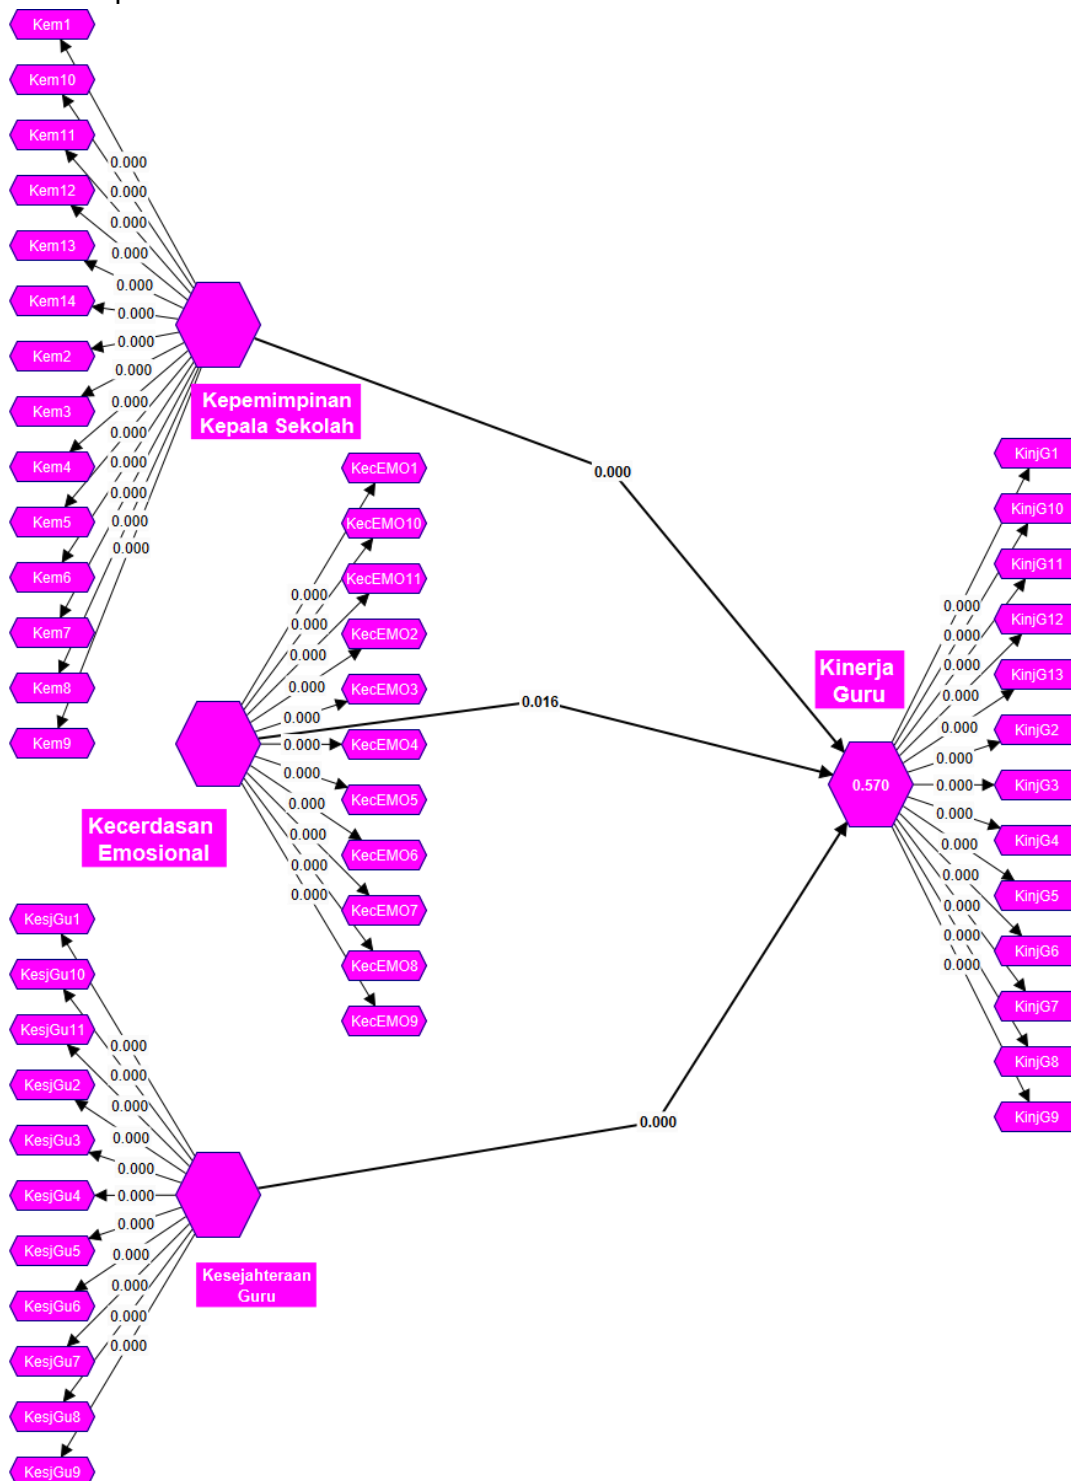 Kem1
Kem10
Kem11
Kem12
Kem13
Kem14
Kem2
Kem3
Kem4
Kem5
Kem6
Kem7
Kem8
Kem9
0.000
0.000
0.000
0.000
0.000
0.000
0.000
0.000
0.000
0.000
0.000
0.000
0.000
0.000
Kepemimpinan
Kepala Sekolah
0.000
KecEMO1
KecEMO10
KecEMO11
KecEMO2
KecEMO3
KecEMO4
KecEMO5
KecEMO6
KecEMO7
KecEMO8
KecEMO9
0.000
0.000
0.000
0.000
0.000
0.000
0.000
0.000
0.000
0.000
0.000
Kecerdasan
Emosional
0.016
KesjGu1
KesjGu10
KesjGu11
KesjGu2
KesjGu3
KesjGu4
KesjGu5
KesjGu6
KesjGu7
KesjGu8
KesjGu9
0.000
0.000
0.000
0.000
0.000
0.000
0.000
0.000
0.000
0.000
0.000
Kesejahteraan
Guru
0.000
Kinerja
Guru
0.570
0.000
0.000
0.000
0.000
0.000
0.000
0.000
0.000
0.000
0.000
0.000
0.000
0.000
KinjG1
KinjG10
KinjG11
KinjG12
KinjG13
KinjG2
KinjG3
KinjG4
KinjG5
KinjG6
KinjG7
KinjG8
KinjG9